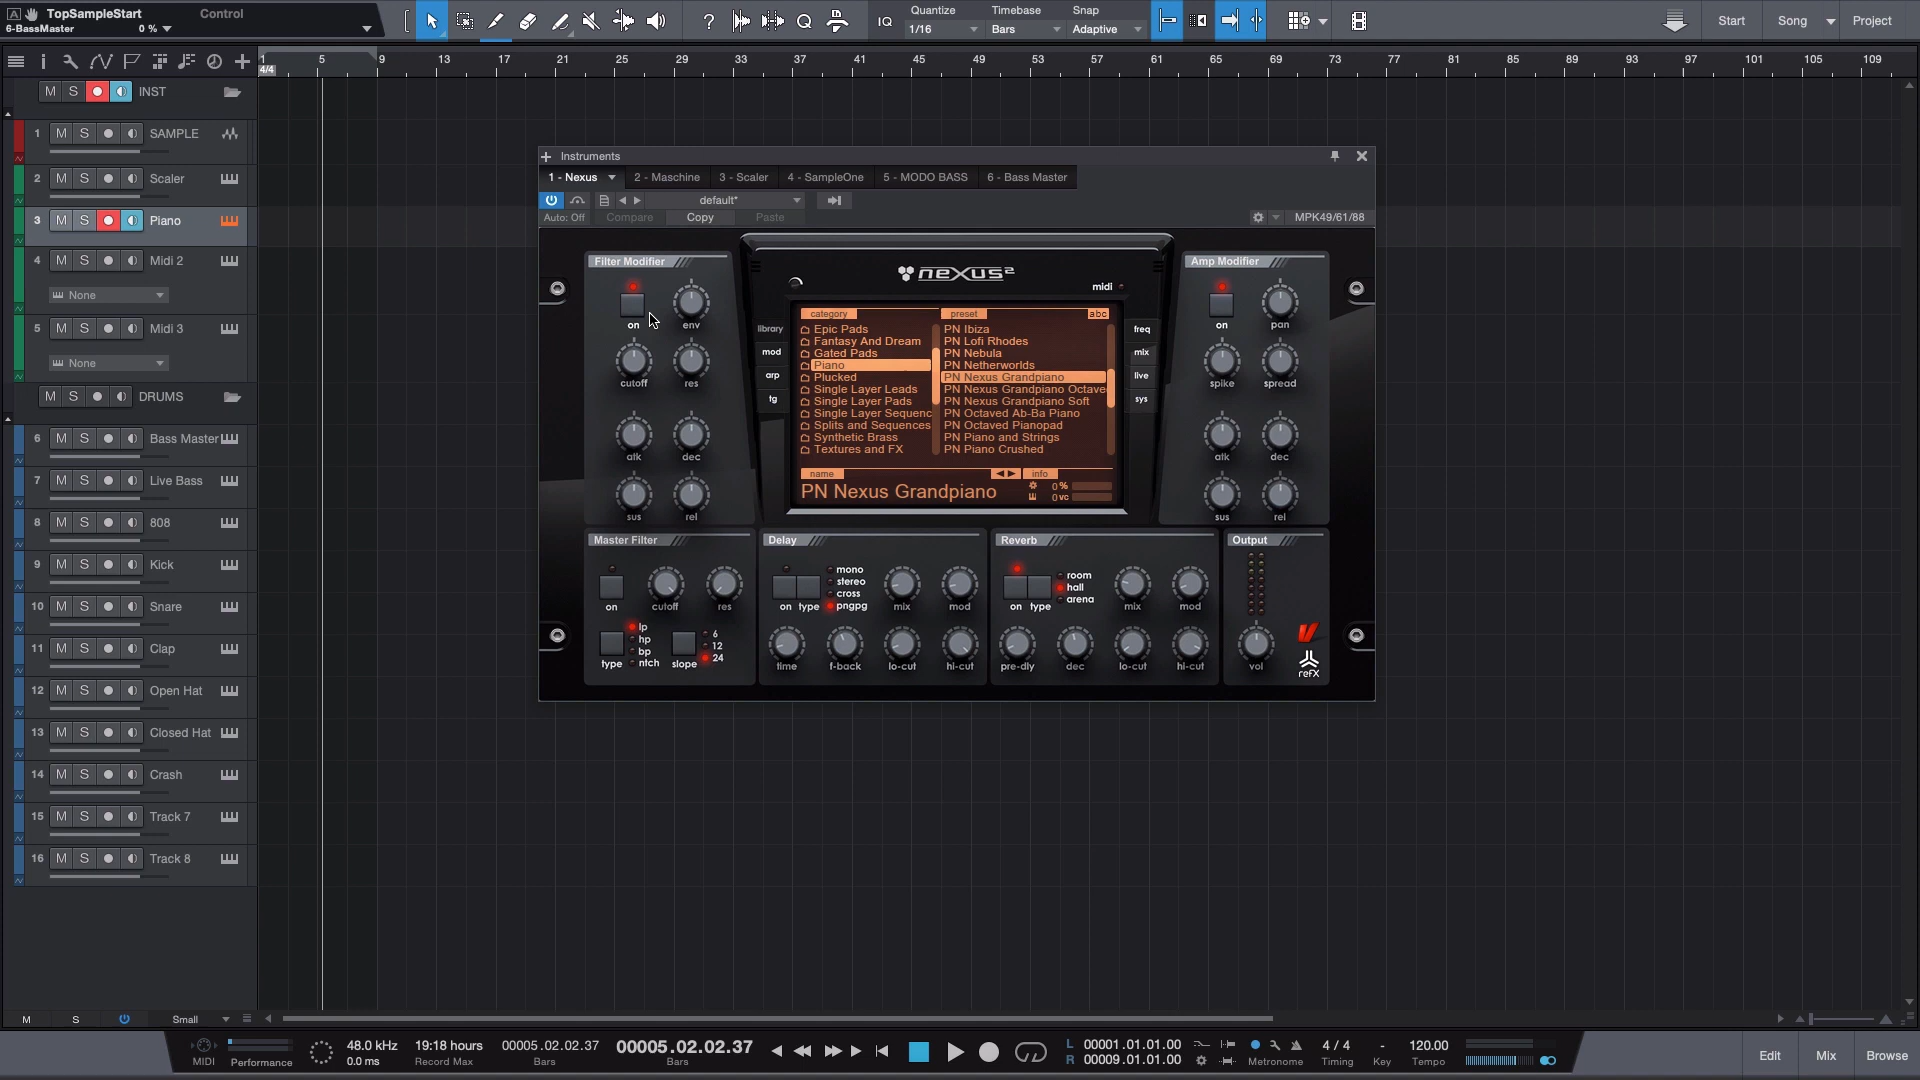 A TopSampleStart Control
6-BassMaster 0 %
IQ Quantize Timebase Snap
1/16 Bars Adaptive
Start Song Project
1 5 9 13 17 21 25 29 33 37 41 45 49 53 57 61 65 69 73 77 81 85 89 93 97 101 105 109
4/4
M S INST
1 M S SAMPLE
2 M S Scaler
3 M S Piano
4 M S Midi 2
None
5 M S Midi 3
None
M S DRUMS
6 M S Bass Master
7 M S Live Bass
8 M S 808
9 M S Kick
10 M S Snare
11 M S Clap
12 M S Open Hat
13 M S Closed Hat
14 M S Crash
15 M S Track 7
16 M S Track 8
M S Small
Instruments
1 - Nexus 2 - Maschine 3 - Scaler 4 - SampleOne 5 - MODO BASS 6 - Bass Master
default*
Auto: Off Compare Copy Paste MPK49/61/88
Filter Modifier
on env
cutoff res
atk dec
sus rel
nexus2
midi
library
mod
arp
tg
category preset abc
Epic Pads PN Ibiza
Fantasy And Dream PN Lofi Rhodes
Gated Pads PN Nebula
Piano PN Netherworlds
Plucked PN Nexus Grandpiano
Single Layer Leads PN Nexus Grandpiano Octave
Single Layer Pads PN Nexus Grandpiano Soft
Single Layer Sequenc PN Octaved Ab-Ba Piano
Splits and Sequences PN Octaved Pianopad
Synthetic Brass PN Piano and Strings
Textures and FX PN Piano Crushed
name info
PN Nexus Grandpiano 0 %
0 vc
freq
mix
live
sys
Amp Modifier
on pan
spike spread
atk dec
sus rel
Master Filter
on cutoff res
lp
hp
bp
ntch
type slope
6
12
24
Delay
mono
stereo
cross
pngpg
on type mix mod
time f-back lo-cut hi-cut
Reverb
room
hall
arena
on type mix mod
pre-dly dec lo-cut hi-cut
Output
vol
refX
MIDI Performance
48.0 kHz
0.0 ms
19:18 hours
Record Max
00005.02.02.37
Bars
00005.02.02.37
Bars
L 00001.01.01.00
R 00009.01.01.00
Metronome
4 / 4
Timing
-
Key
120.00
Tempo
Edit Mix Browse